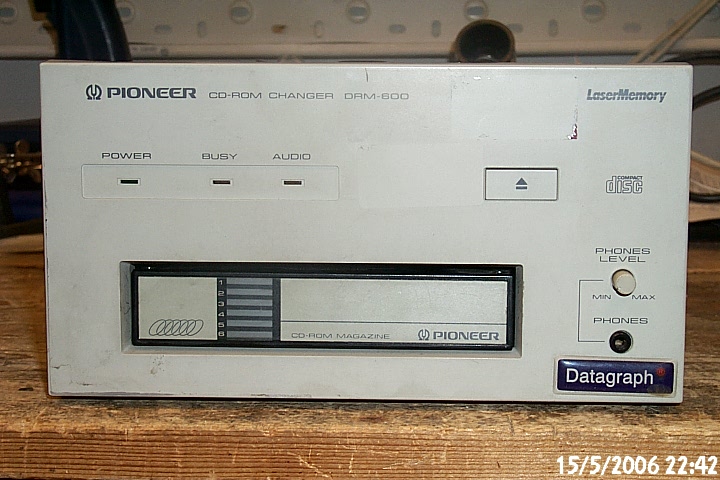 PIONEER CD-ROM CHANGER DRM-600
LaserMemory
POWER BUSY AUDIO
COMPACT
disc
PHONES
LEVEL
MIN MAX
PHONES
1
2
3
4
5
6
CD-ROM MAGAZINE PIONEER
Datagraph®
15/5/2006 22:42